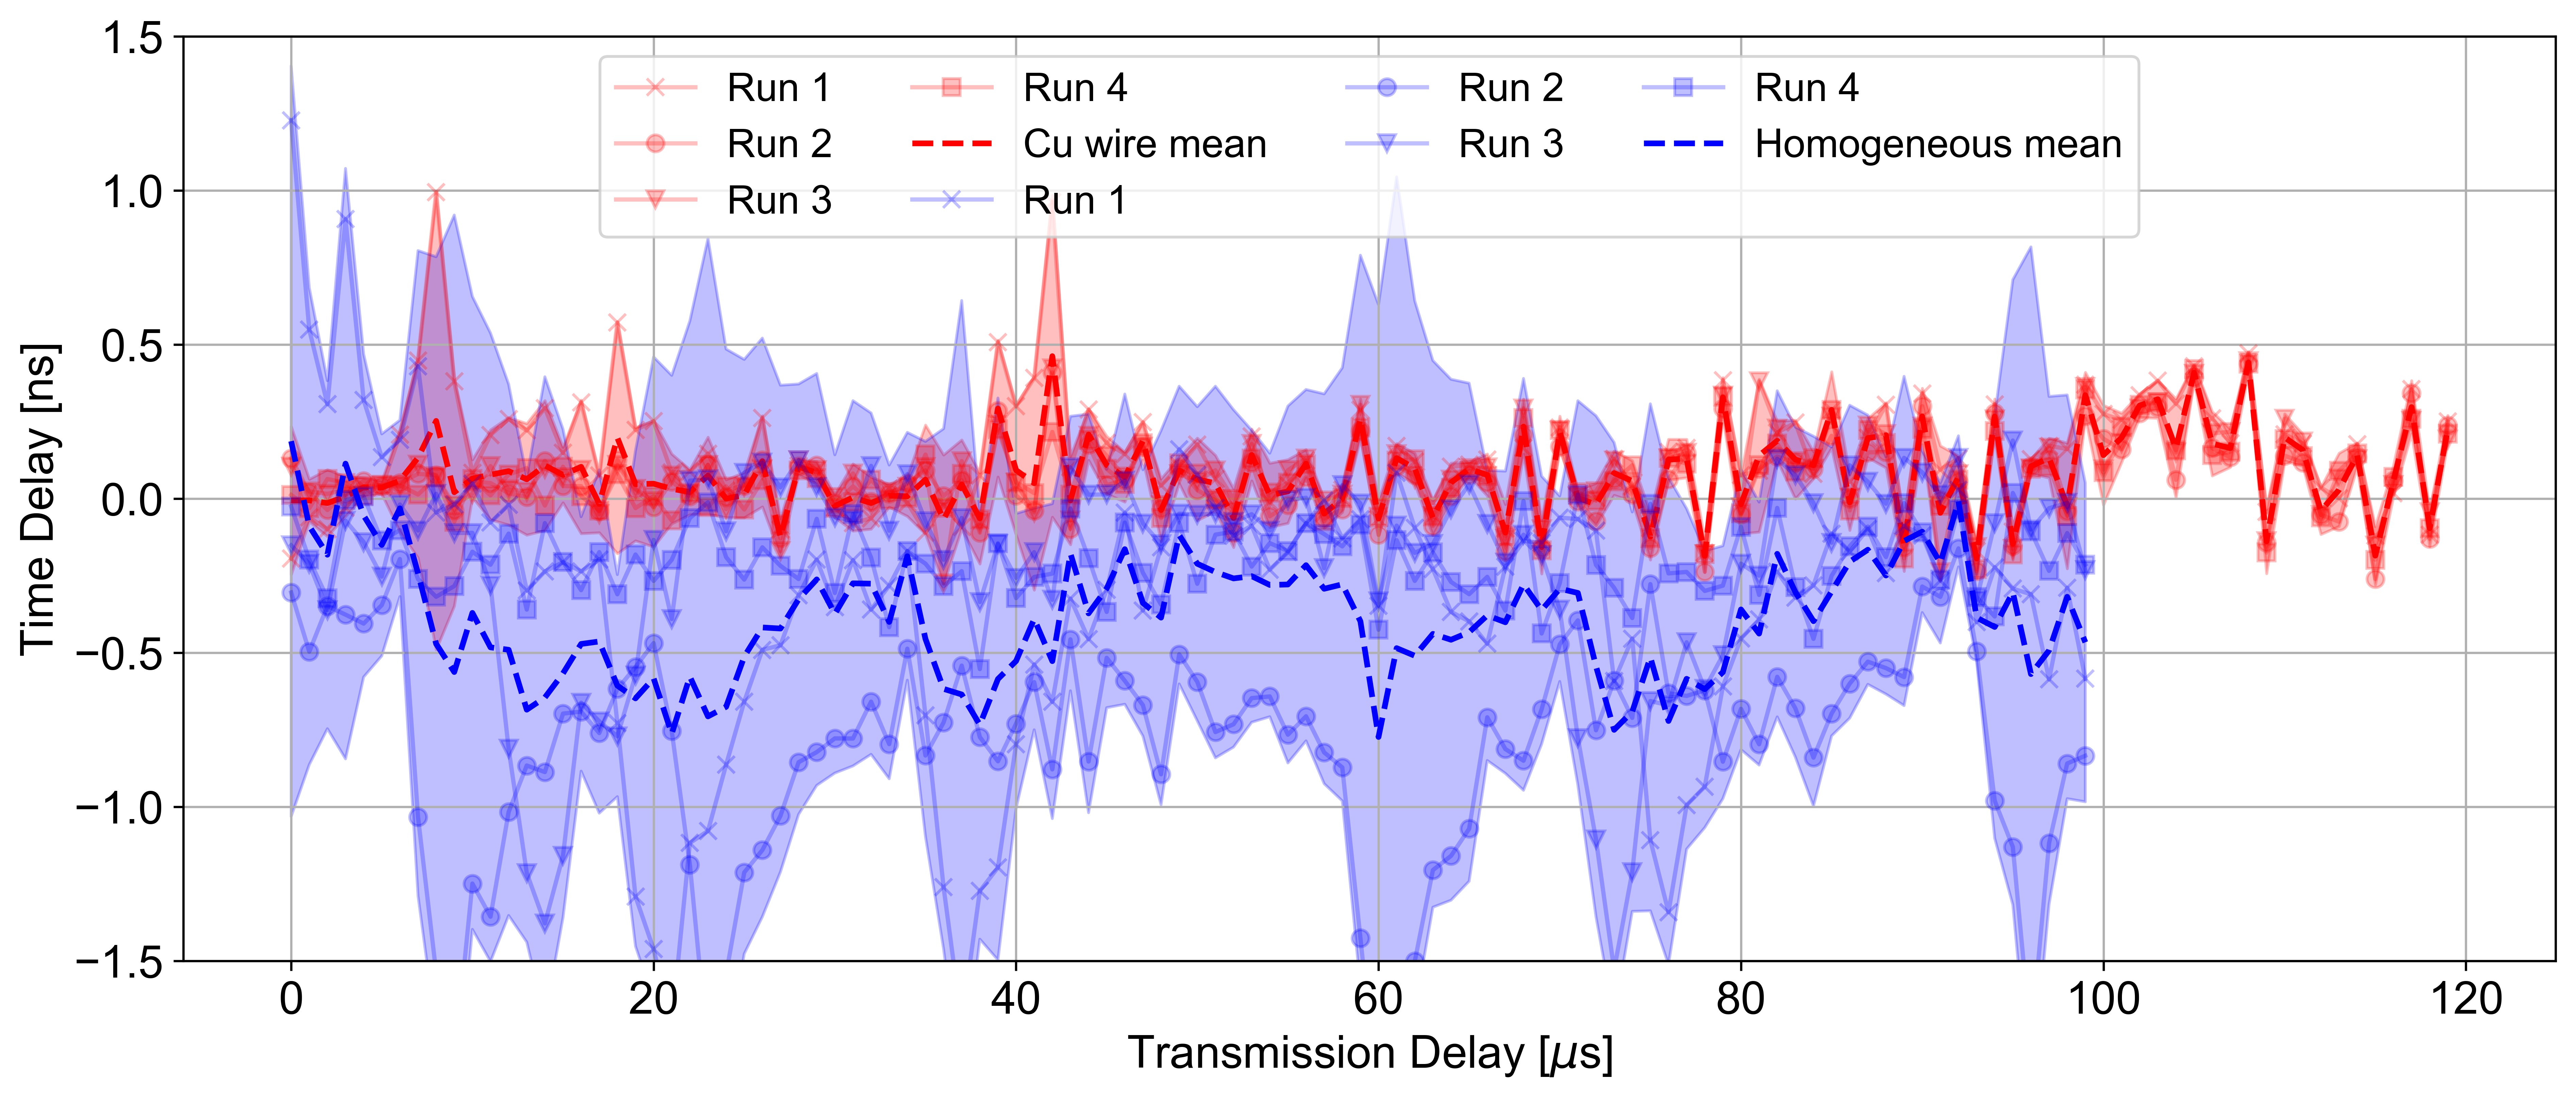 1.5
1.0
0.5
0.0
−0.5
−1.0
−1.5
Time Delay [ns]
Run 1
Run 2
Run 3
Run 4
Cu wire mean
Run 1
Run 2
Run 3
Run 4
Homogeneous mean
0 20 40 60 80 100 120
Transmission Delay [μs]